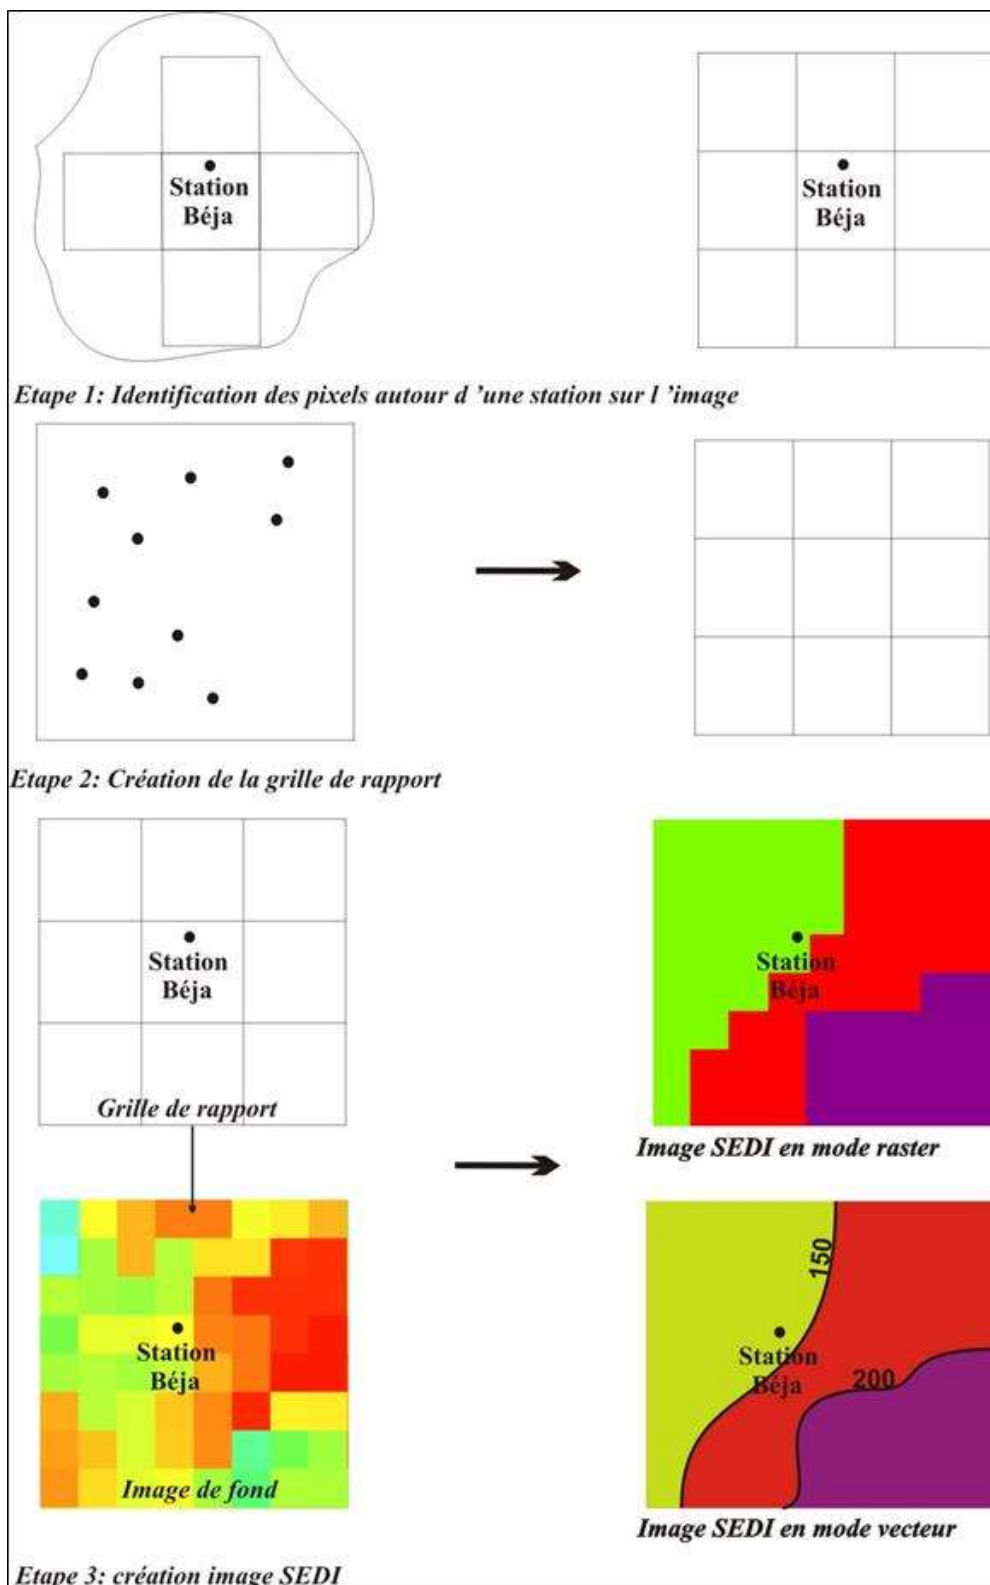 Station
Béja
Station
Béja
Etape 1: Identification des pixels autour d ’une station sur l ’image
Etape 2: Création de la grille de rapport
Station
Béja
Grille de rapport
Station
Béja
Image SEDI en mode raster
Station
Béja
Image de fond
150
Station
Béja
200
Image SEDI en mode vecteur
Etape 3: création image SEDI